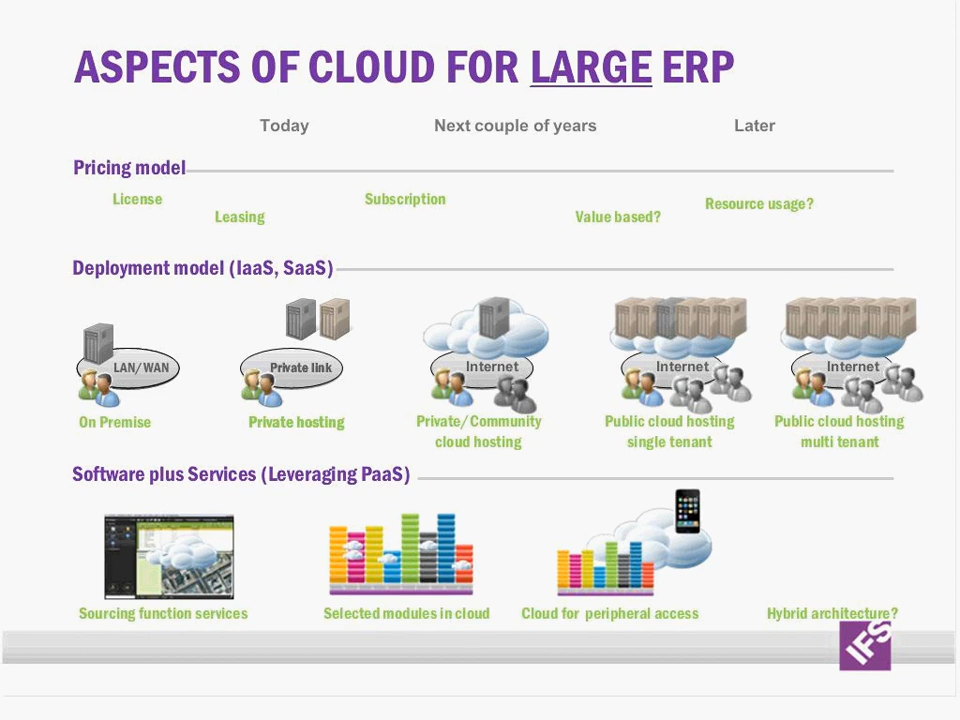 ASPECTS OF CLOUD FOR LARGE ERP
Today Next couple of years Later
Pricing model
License
Leasing
Subscription
Value based?
Resource usage?
Deployment model (IaaS, SaaS)
LAN/WAN
Private link
Internet
Internet
Internet
On Premise
Private hosting
Private/Community
cloud hosting
Public cloud hosting
single tenant
Public cloud hosting
multi tenant
Software plus Services (Leveraging PaaS)
Sourcing function services
Selected modules in cloud
Cloud for peripheral access
Hybrid architecture?
IFS